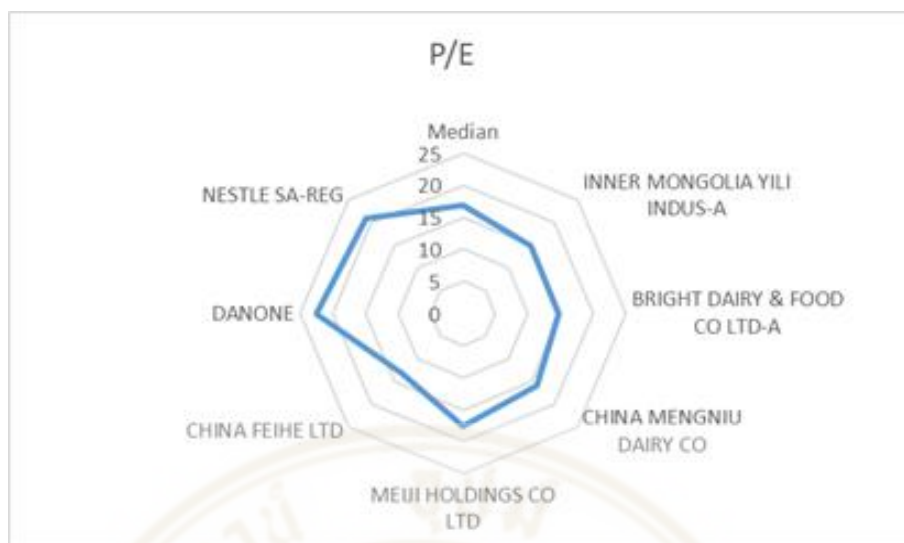 P/E
Median
25
20
15
10
5
0
INNER MONGOLIA YILI
INDUS-A
BRIGHT DAIRY & FOOD
CO LTD-A
CHINA MENGNIU
DAIRY CO
MEIJI HOLDINGS CO
LTD
CHINA FEIHE LTD
DANONE
NESTLE SA-REG